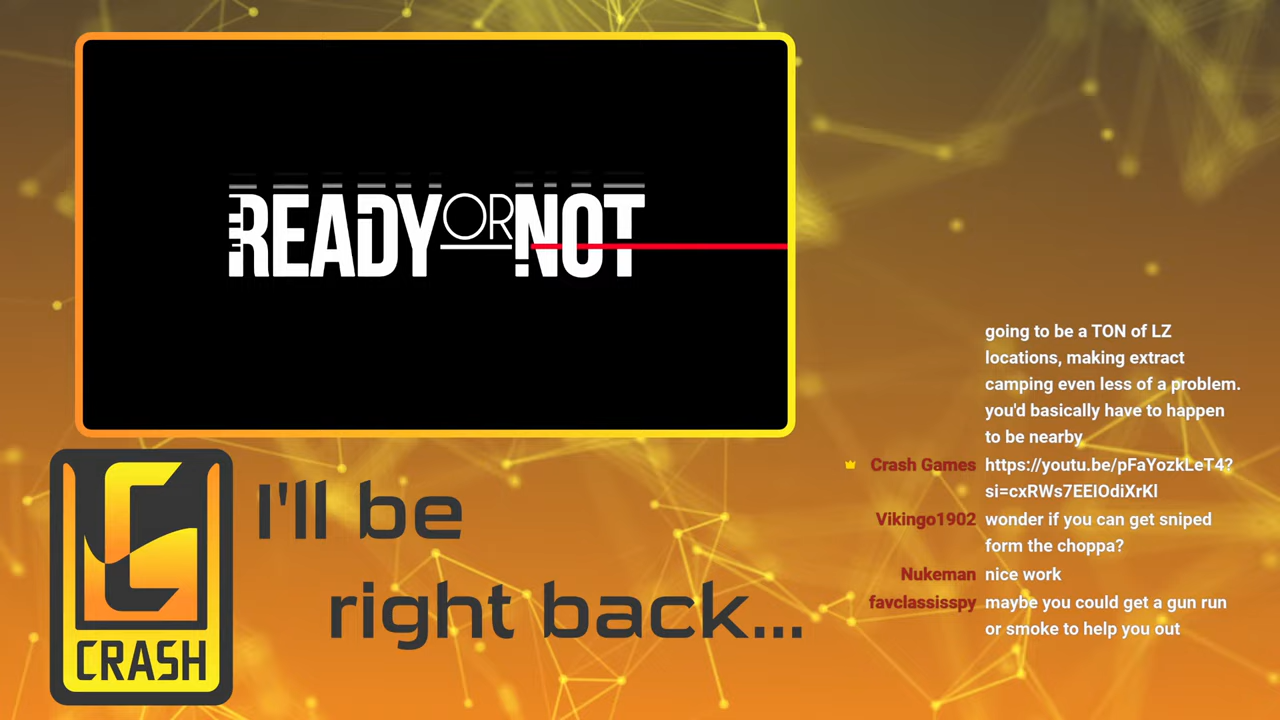 READY OR NOT
going to be a TON of LZ
locations, making extract
camping even less of a problem.
you'd basically have to happen
to be nearby
Crash Games https://youtu.be/pFaYozkLeT4?
si=cxRWs7EEIOdiXrKl
Vikingo1902 wonder if you can get sniped
form the choppa?
Nukeman nice work
favclassisspy maybe you could get a gun run
or smoke to help you out
I'll be
right back...
CRASH